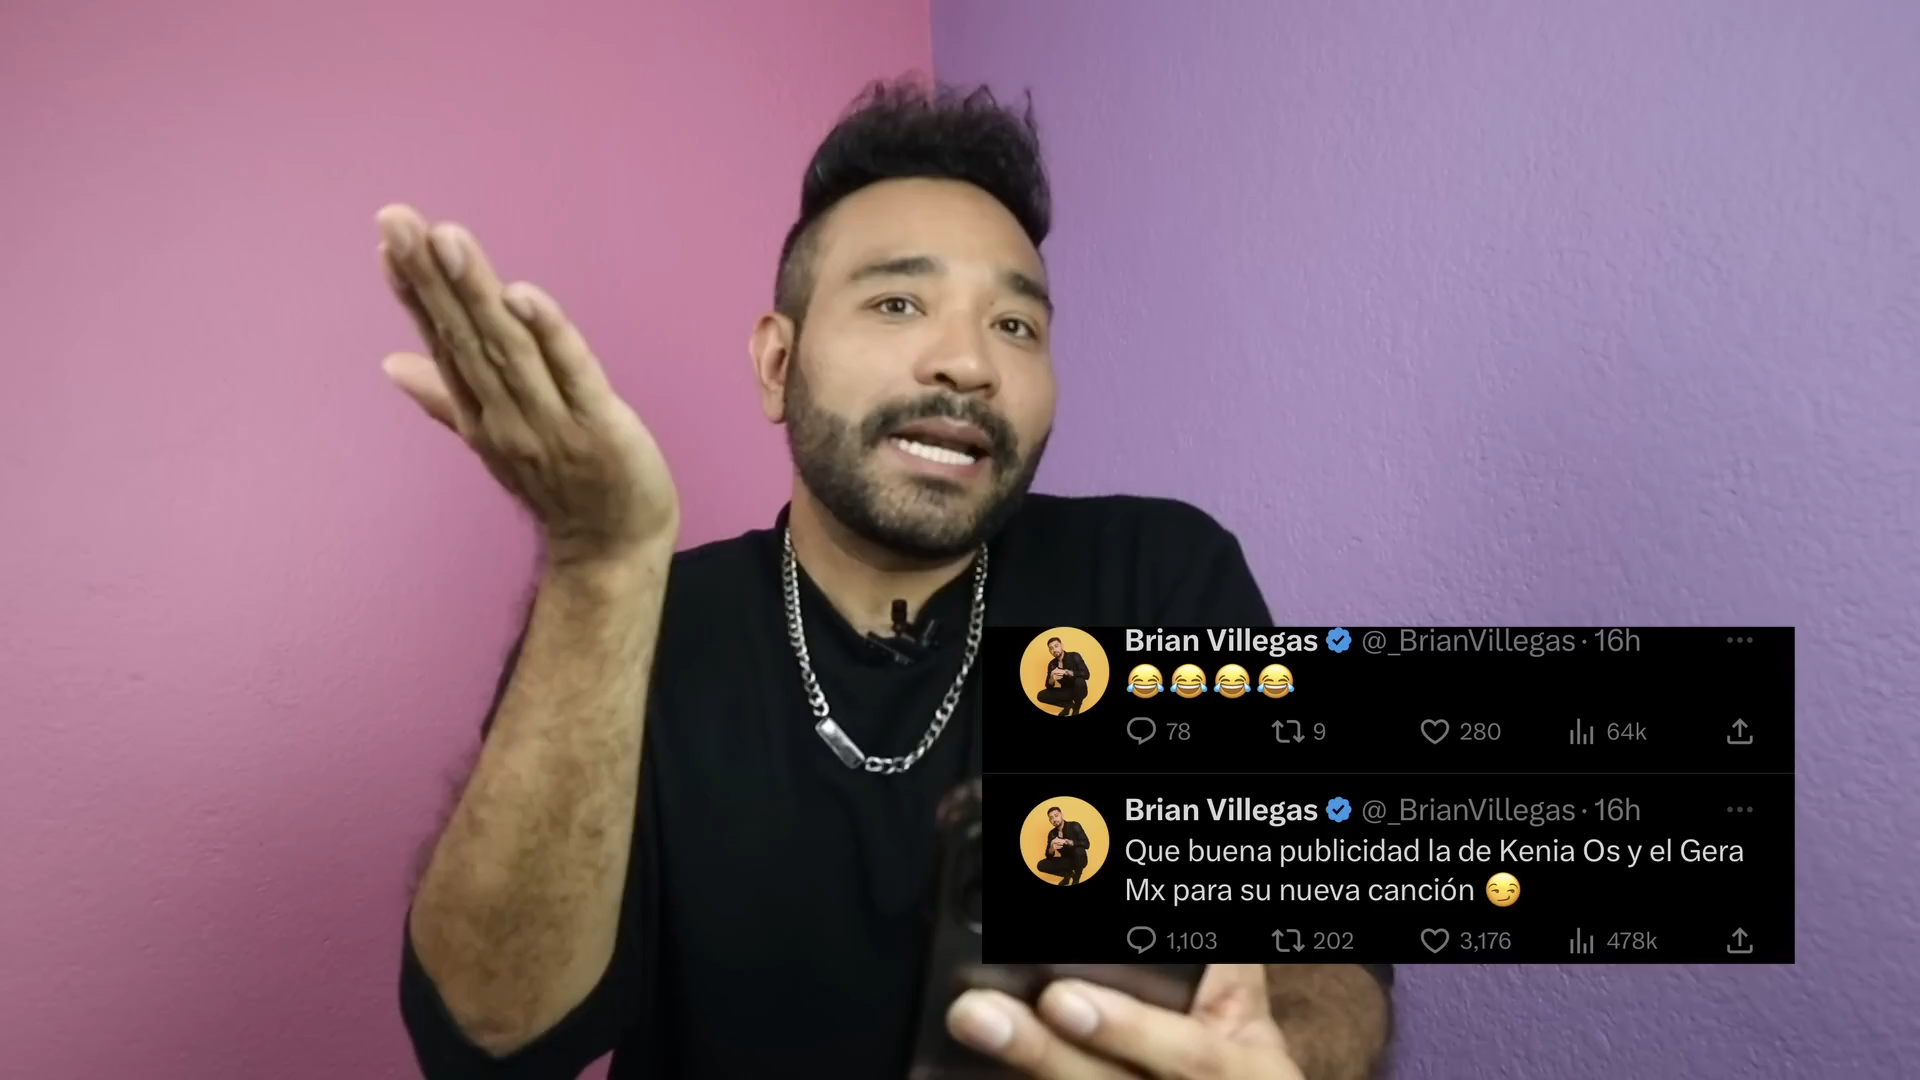 Brian Villegas @_BrianVillegas · 16h
😂😂😂😂
78 9 280 64k
Brian Villegas @_BrianVillegas · 16h
Que buena publicidad la de Kenia Os y el Gera
Mx para su nueva canción 😏
1,103 202 3,176 478k